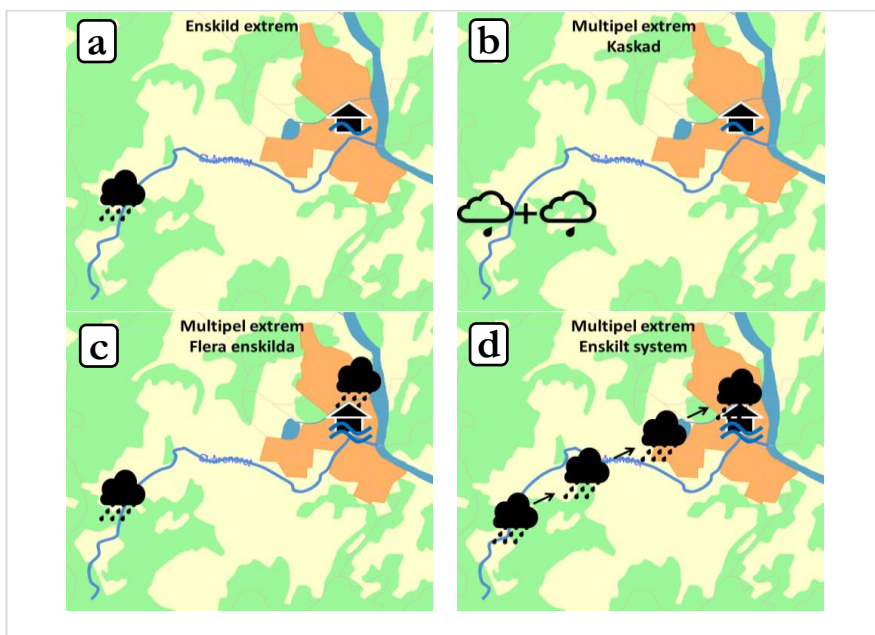 a
Enskild extrem
b
Multipel extrem
Kaskad
c
Multipel extrem
Flera enskilda
d
Multipel extrem
Enskilt system